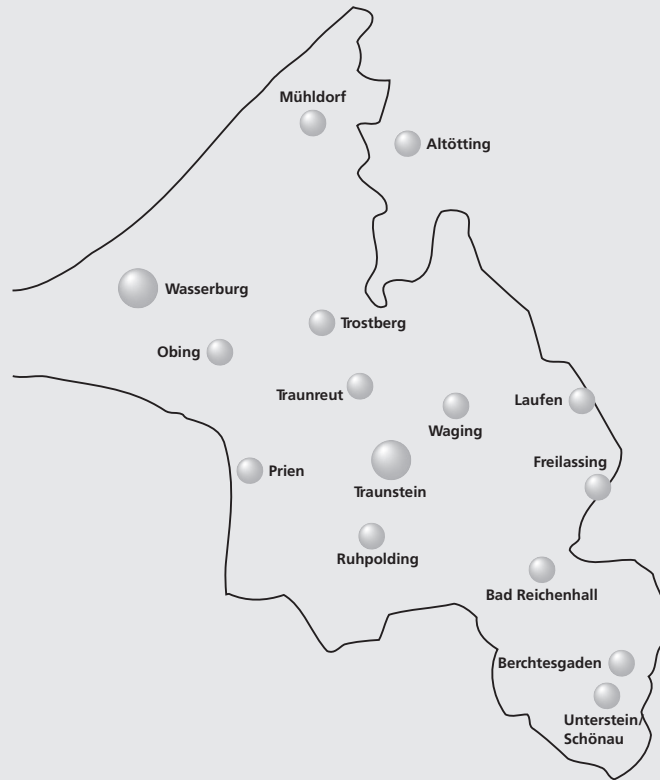 Mühldorf
Altötting
Wasserburg
Trostberg
Obing
Traunreut
Laufen
Waging
Freilassing
Prien
Traunstein
Ruhpolding
Bad Reichenhall
Berchtesgaden
Unterstein/
Schönau